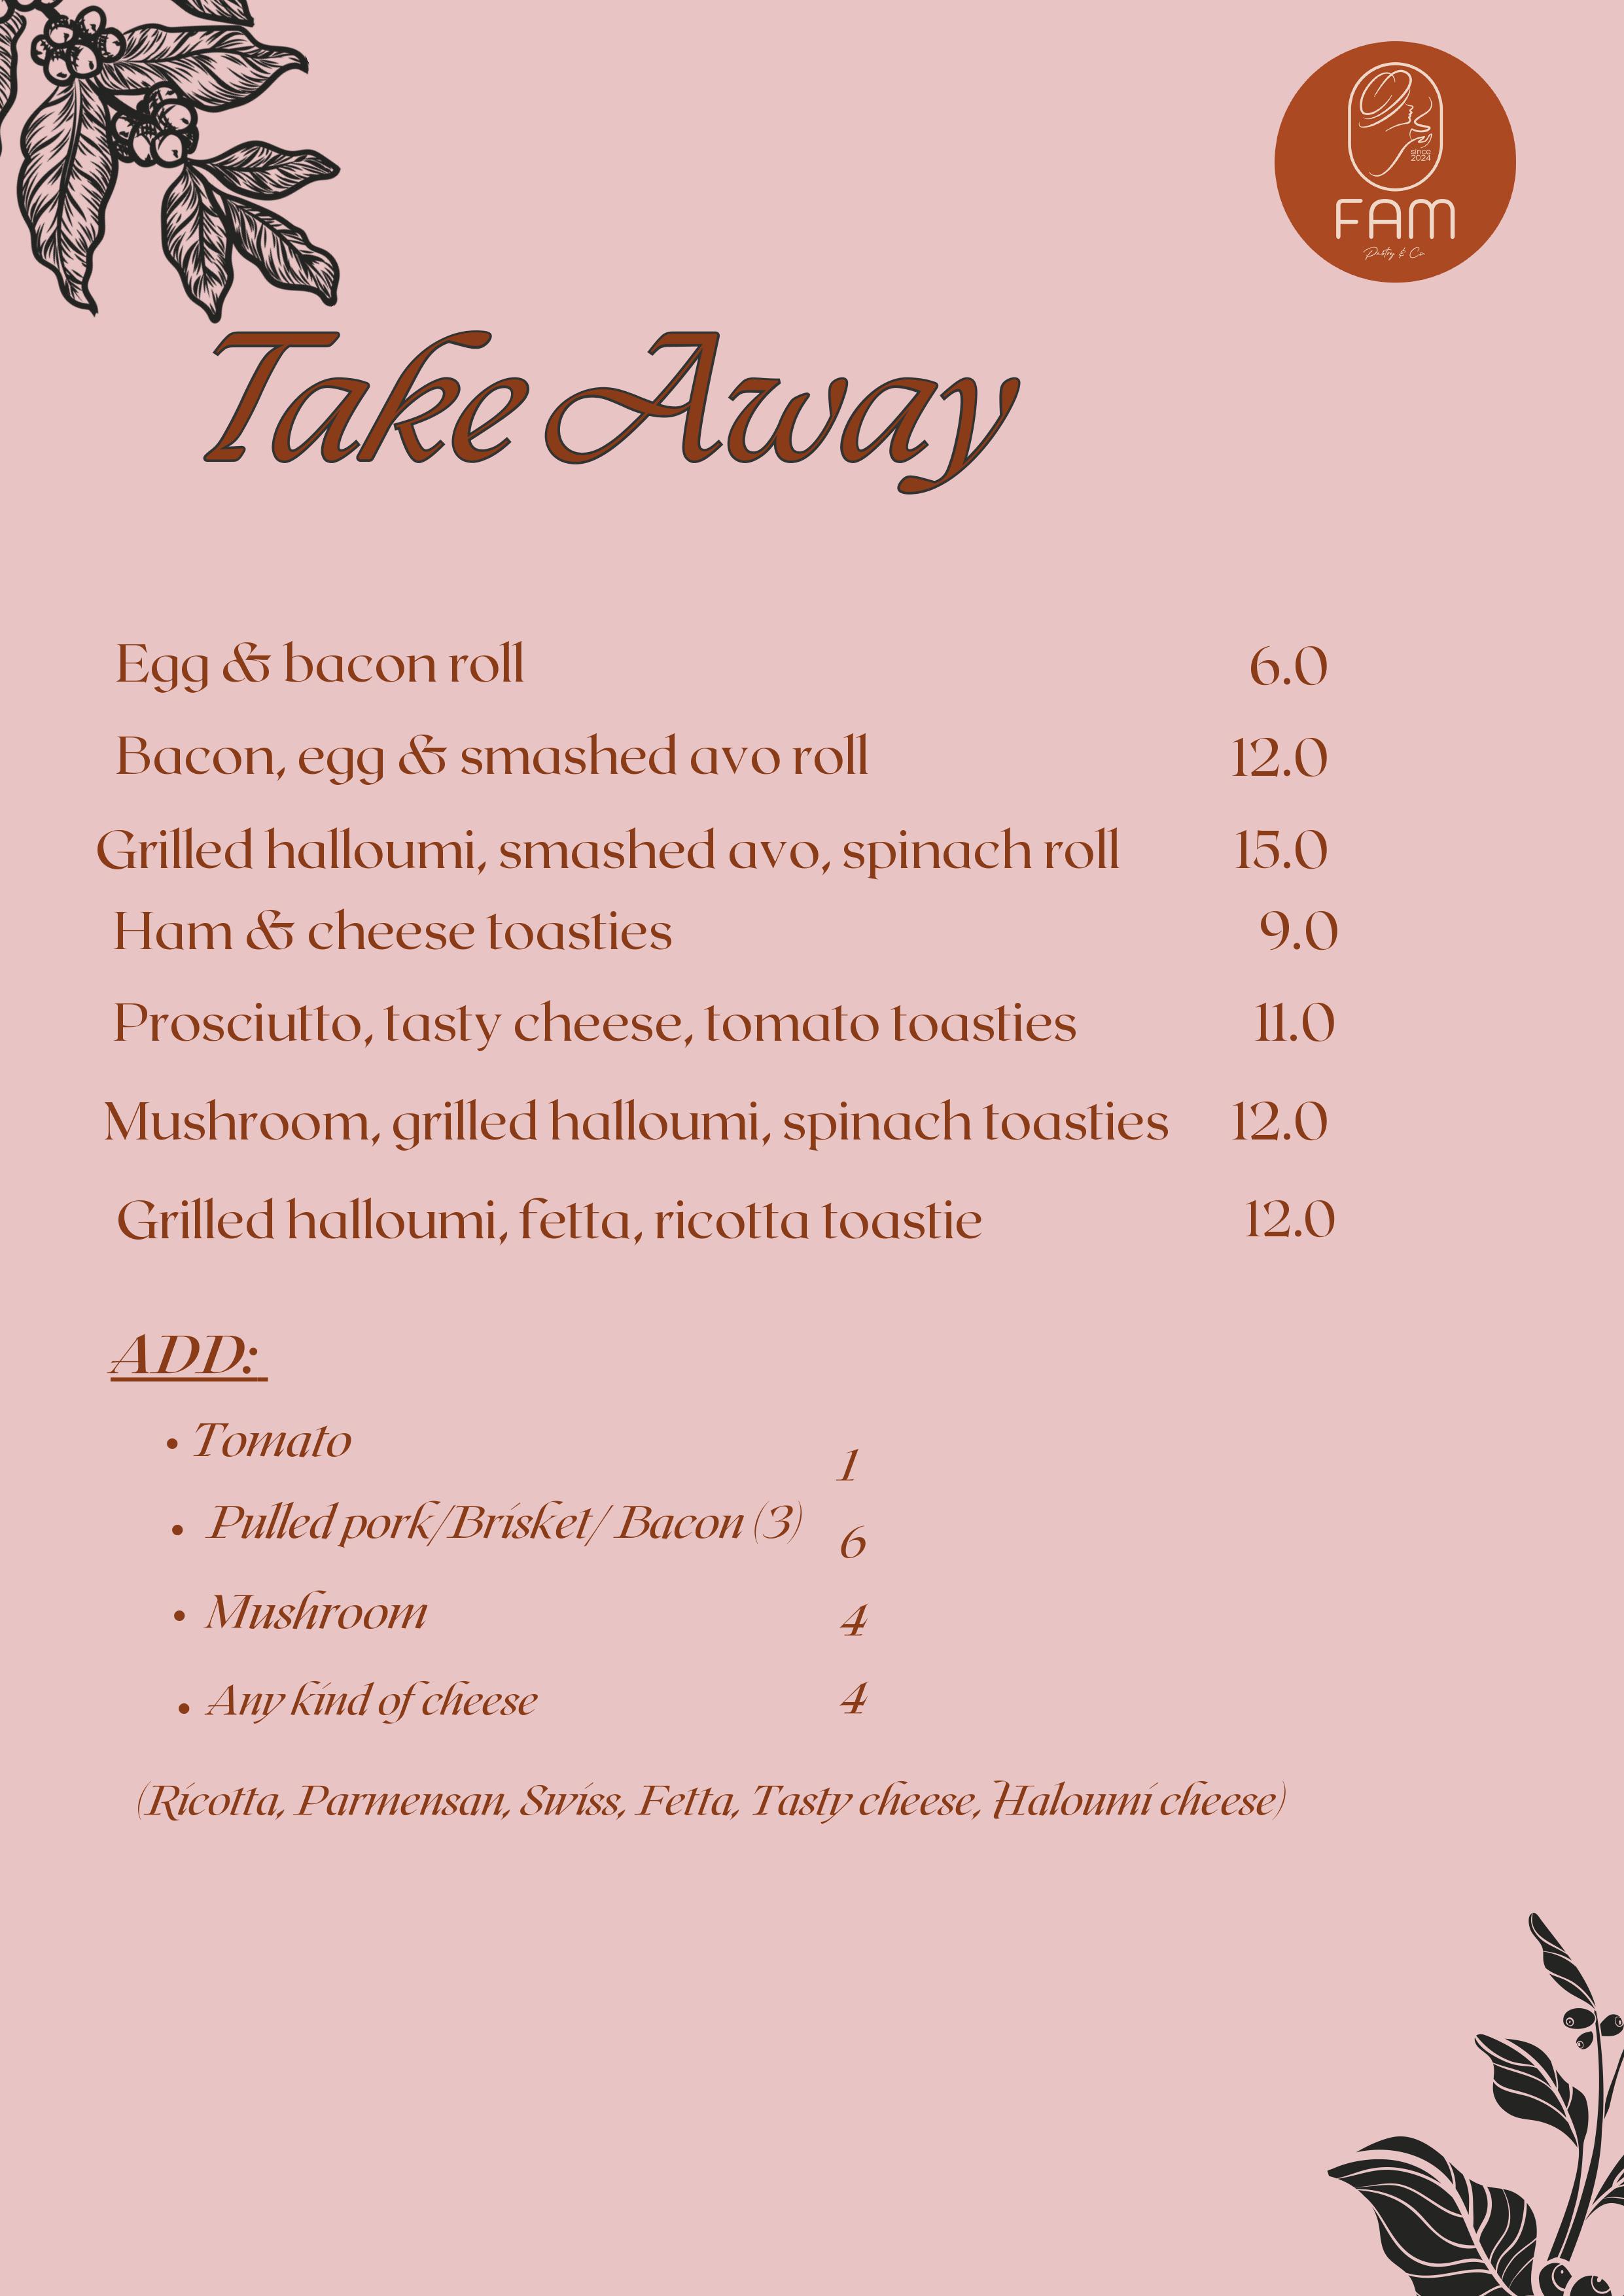 since
2024
FAM
Pastry & Co.
Take Away
Egg & bacon roll 6.0
Bacon, egg & smashed avo roll 12.0
Grilled halloumi, smashed avo, spinach roll 15.0
Ham & cheese toasties 9.0
Prosciutto, tasty cheese, tomato toasties 11.0
Mushroom, grilled halloumi, spinach toasties 12.0
Grilled halloumi, fetta, ricotta toastie 12.0
ADD:
• Tomato 1
• Pulled pork/Brisket/ Bacon (3) 6
• Mushroom 4
• Any kind of cheese 4
(Ricotta, Parmensan, Swiss, Fetta, Tasty cheese, Haloumi cheese)